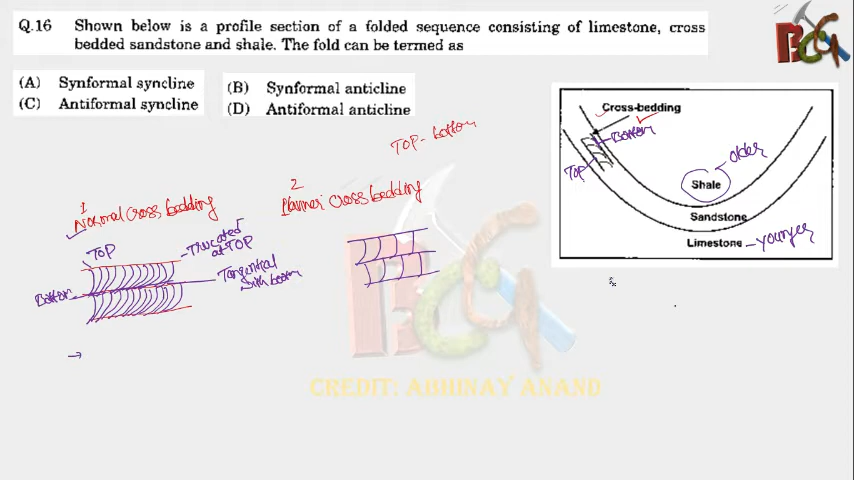 Q.16 Shown below is a profile section of a folded sequence consisting of limestone, cross
bedded sandstone and shale. The fold can be termed as
(A) Synformal syncline
(B) Synformal anticline
(C) Antiformal syncline
(D) Antiformal anticline
BCG
TOP - bottom
Cross-bedding
Bottom
TOP
older
Shale
Sandstone
Limestone - younger
1
Normal cross bedding
2
Planner cross bedding
TOP
Truncated
at TOP
Bottom
Tangential
with
CREDIT: ABHINAY ANAND